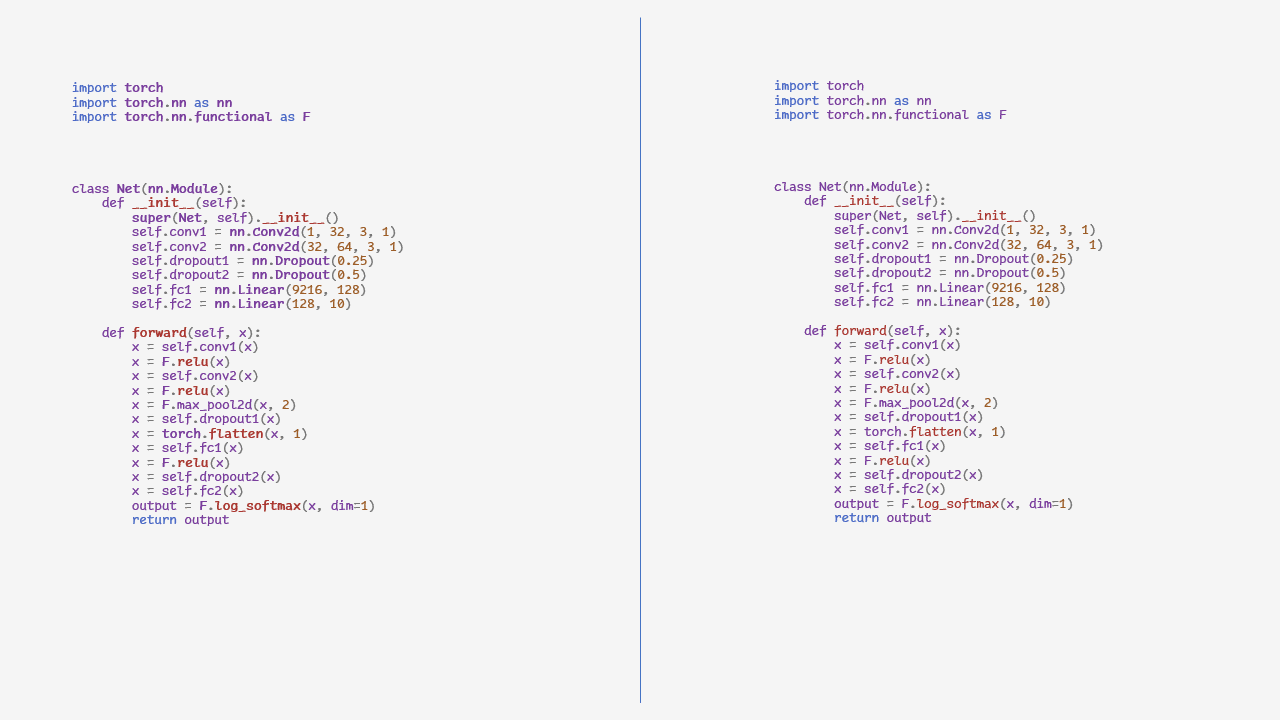 import torch
import torch.nn as nn
import torch.nn.functional as F
class Net(nn.Module):
    def __init__(self):
        super(Net, self).__init__()
        self.conv1 = nn.Conv2d(1, 32, 3, 1)
        self.conv2 = nn.Conv2d(32, 64, 3, 1)
        self.dropout1 = nn.Dropout(0.25)
        self.dropout2 = nn.Dropout(0.5)
        self.fc1 = nn.Linear(9216, 128)
        self.fc2 = nn.Linear(128, 10)
    def forward(self, x):
        x = self.conv1(x)
        x = F.relu(x)
        x = self.conv2(x)
        x = F.relu(x)
        x = F.max_pool2d(x, 2)
        x = self.dropout1(x)
        x = torch.flatten(x, 1)
        x = self.fc1(x)
        x = F.relu(x)
        x = self.dropout2(x)
        x = self.fc2(x)
        output = F.log_softmax(x, dim=1)
        return output
import torch
import torch.nn as nn
import torch.nn.functional as F
class Net(nn.Module):
    def __init__(self):
        super(Net, self).__init__()
        self.conv1 = nn.Conv2d(1, 32, 3, 1)
        self.conv2 = nn.Conv2d(32, 64, 3, 1)
        self.dropout1 = nn.Dropout(0.25)
        self.dropout2 = nn.Dropout(0.5)
        self.fc1 = nn.Linear(9216, 128)
        self.fc2 = nn.Linear(128, 10)
    def forward(self, x):
        x = self.conv1(x)
        x = F.relu(x)
        x = self.conv2(x)
        x = F.relu(x)
        x = F.max_pool2d(x, 2)
        x = self.dropout1(x)
        x = torch.flatten(x, 1)
        x = self.fc1(x)
        x = F.relu(x)
        x = self.dropout2(x)
        x = self.fc2(x)
        output = F.log_softmax(x, dim=1)
        return output